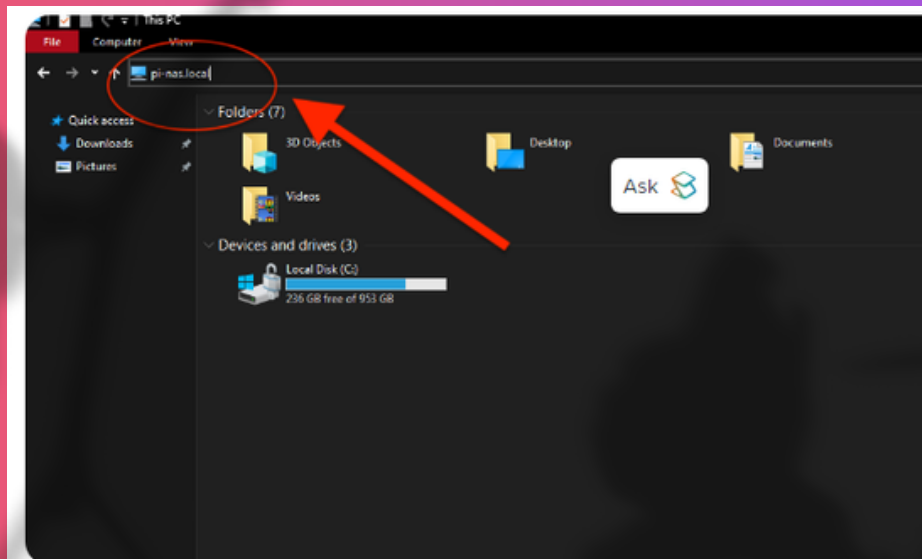 This PC
File Computer View
pi-nas.local
Quick access
Downloads
Pictures
Folders (7)
3D Objects
Desktop
Documents
Videos
Ask
Devices and drives (3)
Local Disk (C:)
236 GB free of 953 GB